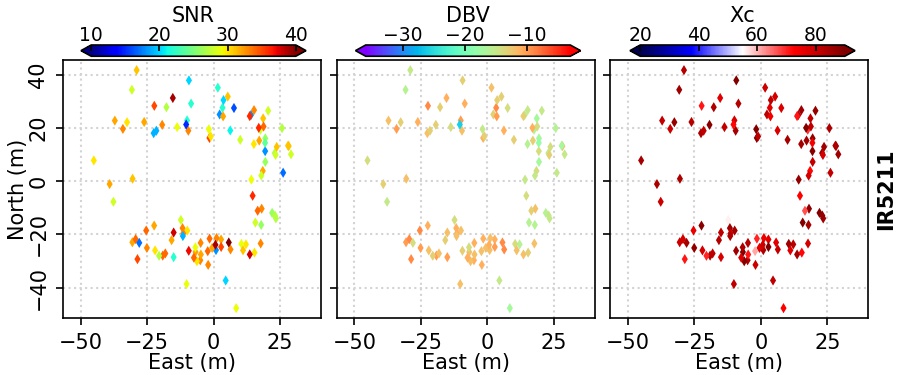 SNR DBV Xc
10 20 30 40 −30 −20 −10 20 40 60 80
40
20
0
−20
−40
North (m)
−50 −25 0 25 −50 −25 0 25 −50 −25 0 25
East (m) East (m) East (m)
IR5211